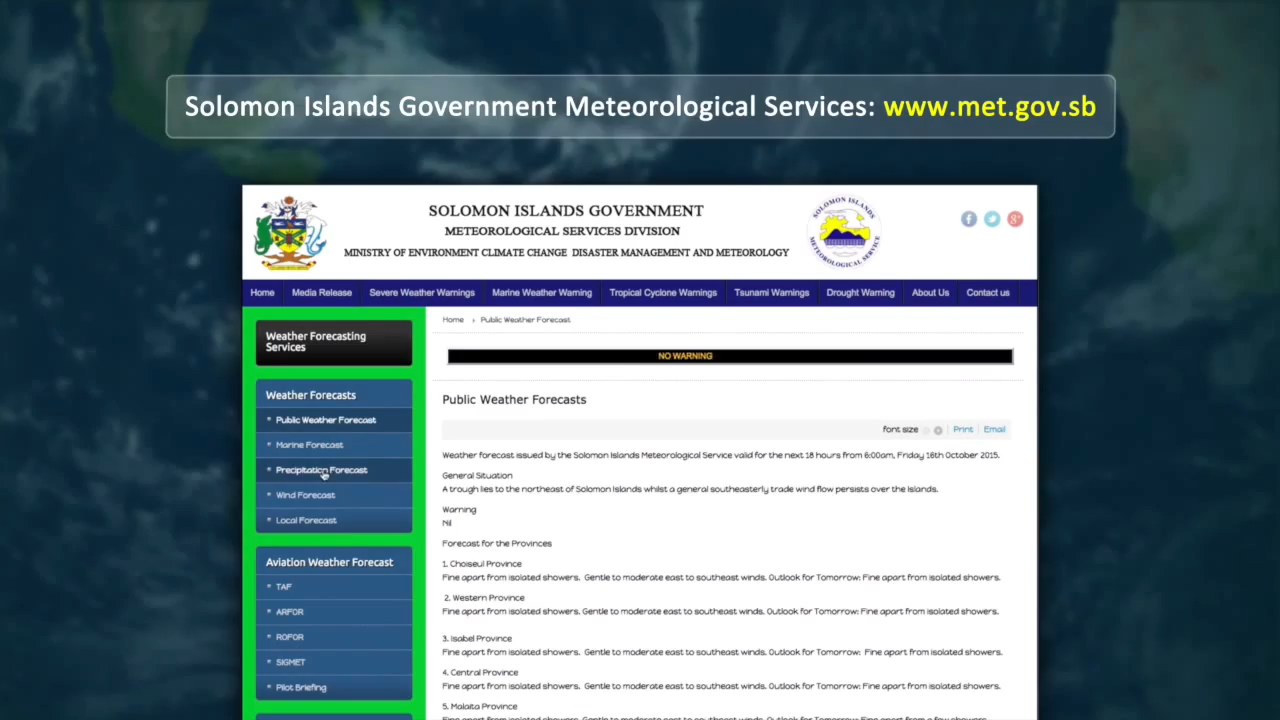 Solomon Islands Government Meteorological Services: www.met.gov.sb
SOLOMON ISLANDS GOVERNMENT
METEOROLOGICAL SERVICES DIVISION
MINISTRY OF ENVIRONMENT CLIMATE CHANGE DISASTER MANAGEMENT AND METEOROLOGY
SOLOMON ISLANDS
METEOROLOGICAL SERVICE
Home Media Release Severe Weather Warnings Marine Weather Warning Tropical Cyclone Warnings Tsunami Warnings Drought Warning About Us Contact us
Weather Forecasting
Services
Weather Forecasts
Public Weather Forecast
Marine Forecast
Precipitation Forecast
Wind Forecast
Local Forecast
Aviation Weather Forecast
TAF
ARFOR
ROFOR
SIGMET
Pilot Briefing
Home › Public Weather Forecast
NO WARNING
Public Weather Forecasts
font size Print Email
Weather forecast issued by the Solomon Islands Meteorological Service valid for the next 18 hours from 6:00am, Friday 16th October 2015.
General Situation
A trough lies to the northeast of Solomon Islands whilst a general southeasterly trade wind flow persists over the Islands.
Warning
Nil
Forecast for the Provinces
1. Choiseul Province
Fine apart from isolated showers. Gentle to moderate east to southeast winds. Outlook for Tomorrow: Fine apart from isolated showers.
2. Western Province
Fine apart from isolated showers. Gentle to moderate east to southeast winds. Outlook for Tomorrow: Fine apart from isolated showers.
3. Isabel Province
Fine apart from isolated showers. Gentle to moderate east to southeast winds. Outlook for Tomorrow: Fine apart from isolated showers.
4. Central Province
Fine apart from isolated showers. Gentle to moderate east to southeast winds. Outlook for Tomorrow: Fine apart from isolated showers.
5. Malaita Province